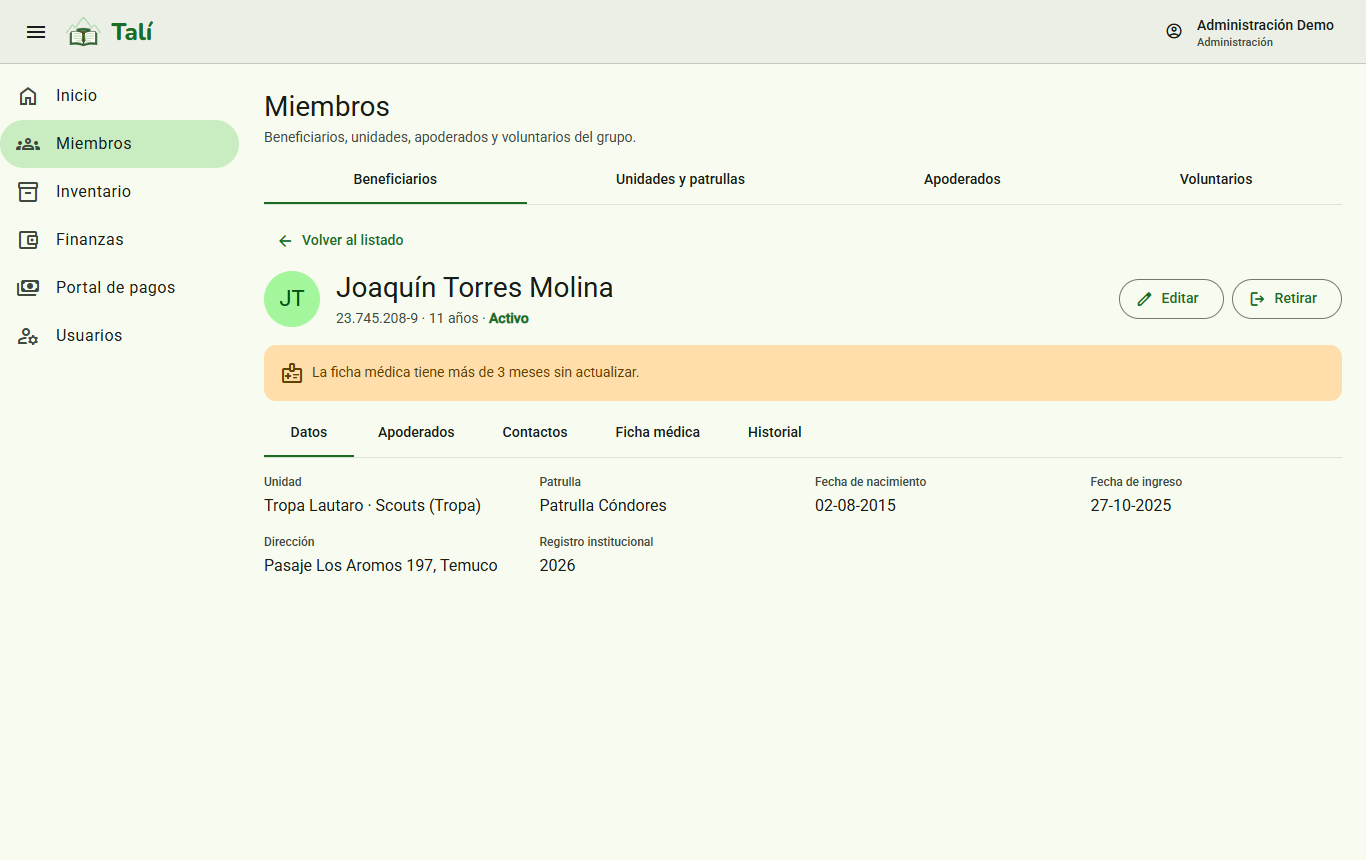 Talí
Administración Demo
Administración
Inicio
Miembros
Inventario
Finanzas
Portal de pagos
Usuarios
Miembros
Beneficiarios, unidades, apoderados y voluntarios del grupo.
Beneficiarios
Unidades y patrullas
Apoderados
Voluntarios
Volver al listado
JT
Joaquín Torres Molina
23.745.208-9 · 11 años · Activo
Editar
Retirar
La ficha médica tiene más de 3 meses sin actualizar.
Datos
Apoderados
Contactos
Ficha médica
Historial
Unidad
Tropa Lautaro · Scouts (Tropa)
Patrulla
Patrulla Cóndores
Fecha de nacimiento
02-08-2015
Fecha de ingreso
27-10-2025
Dirección
Pasaje Los Aromos 197, Temuco
Registro institucional
2026